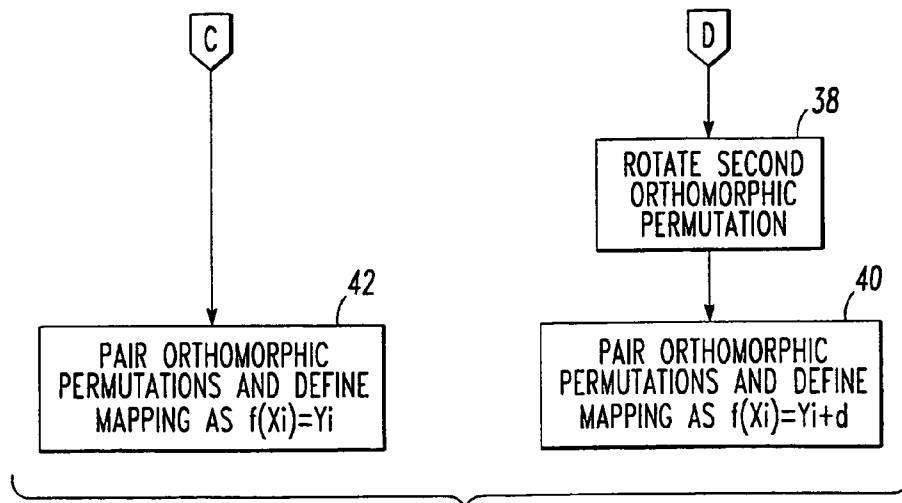 C
D
38
ROTATE SECOND
ORTHOMORPHIC
PERMUTATION
42
PAIR ORTHOMORPHIC
PERMUTATIONS AND DEFINE
MAPPING AS f(Xi)=Yi
40
PAIR ORTHOMORPHIC
PERMUTATIONS AND DEFINE
MAPPING AS f(Xi)=Yi+d